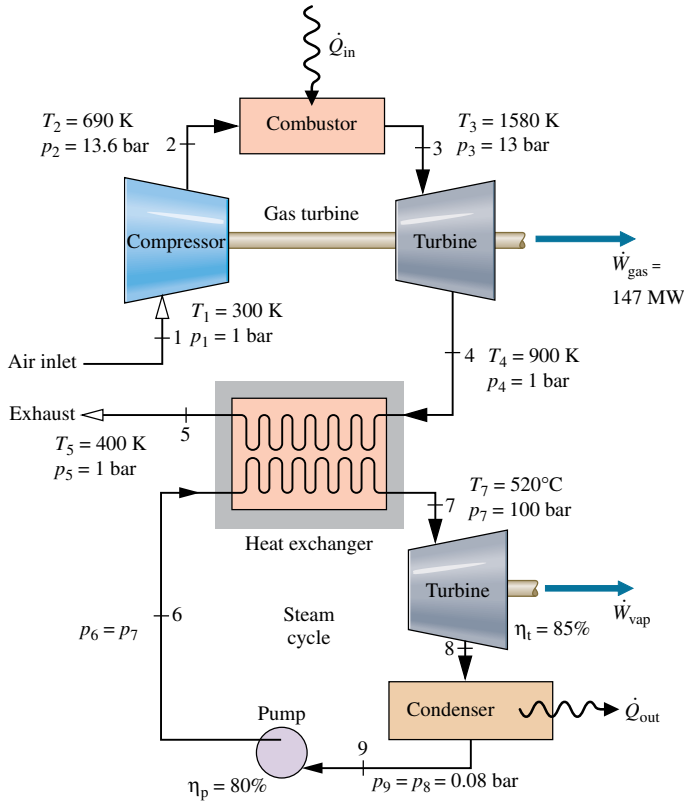 Q̇in
T2 = 690 K
p2 = 13.6 bar
2
Combustor
T3 = 1580 K
p3 = 13 bar
3
Gas turbine
Compressor
Turbine
Ẇgas =
147 MW
T1 = 300 K
p1 = 1 bar
1
Air inlet
4
T4 = 900 K
p4 = 1 bar
Exhaust
5
T5 = 400 K
p5 = 1 bar
T7 = 520°C
p7 = 100 bar
7
Heat exchanger
Turbine
Ẇvap
ηt = 85%
6
p6 = p7
Steam
cycle
8
Condenser
Q̇out
Pump
9
ηp = 80%
p9 = p8 = 0.08 bar